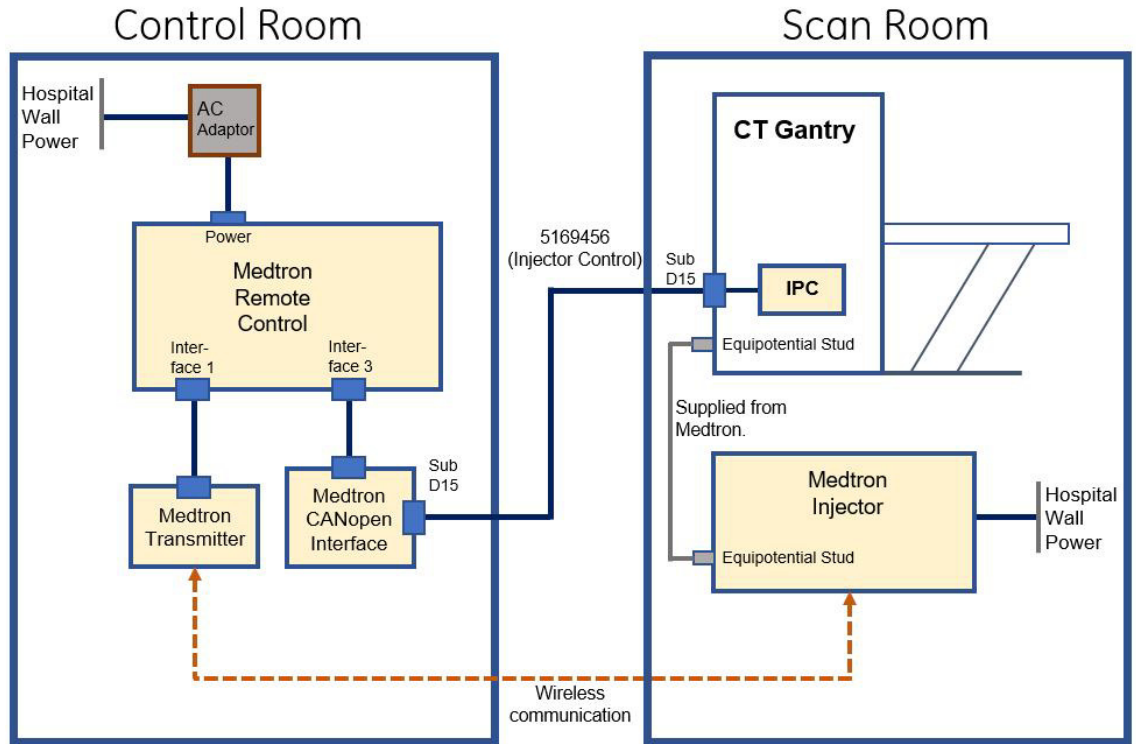 Control Room
Scan Room
Hospital
Wall
Power
AC
Adaptor
Power
Medtron
Remote
Control
Inter-
face 1
Inter-
face 3
Medtron
Transmitter
Medtron
CANopen
Interface
Sub
D15
5169456
(Injector Control)
Sub
D15
CT Gantry
IPC
Equipotential Stud
Supplied from
Medtron.
Medtron
Injector
Equipotential Stud
Hospital
Wall
Power
Wireless
communication